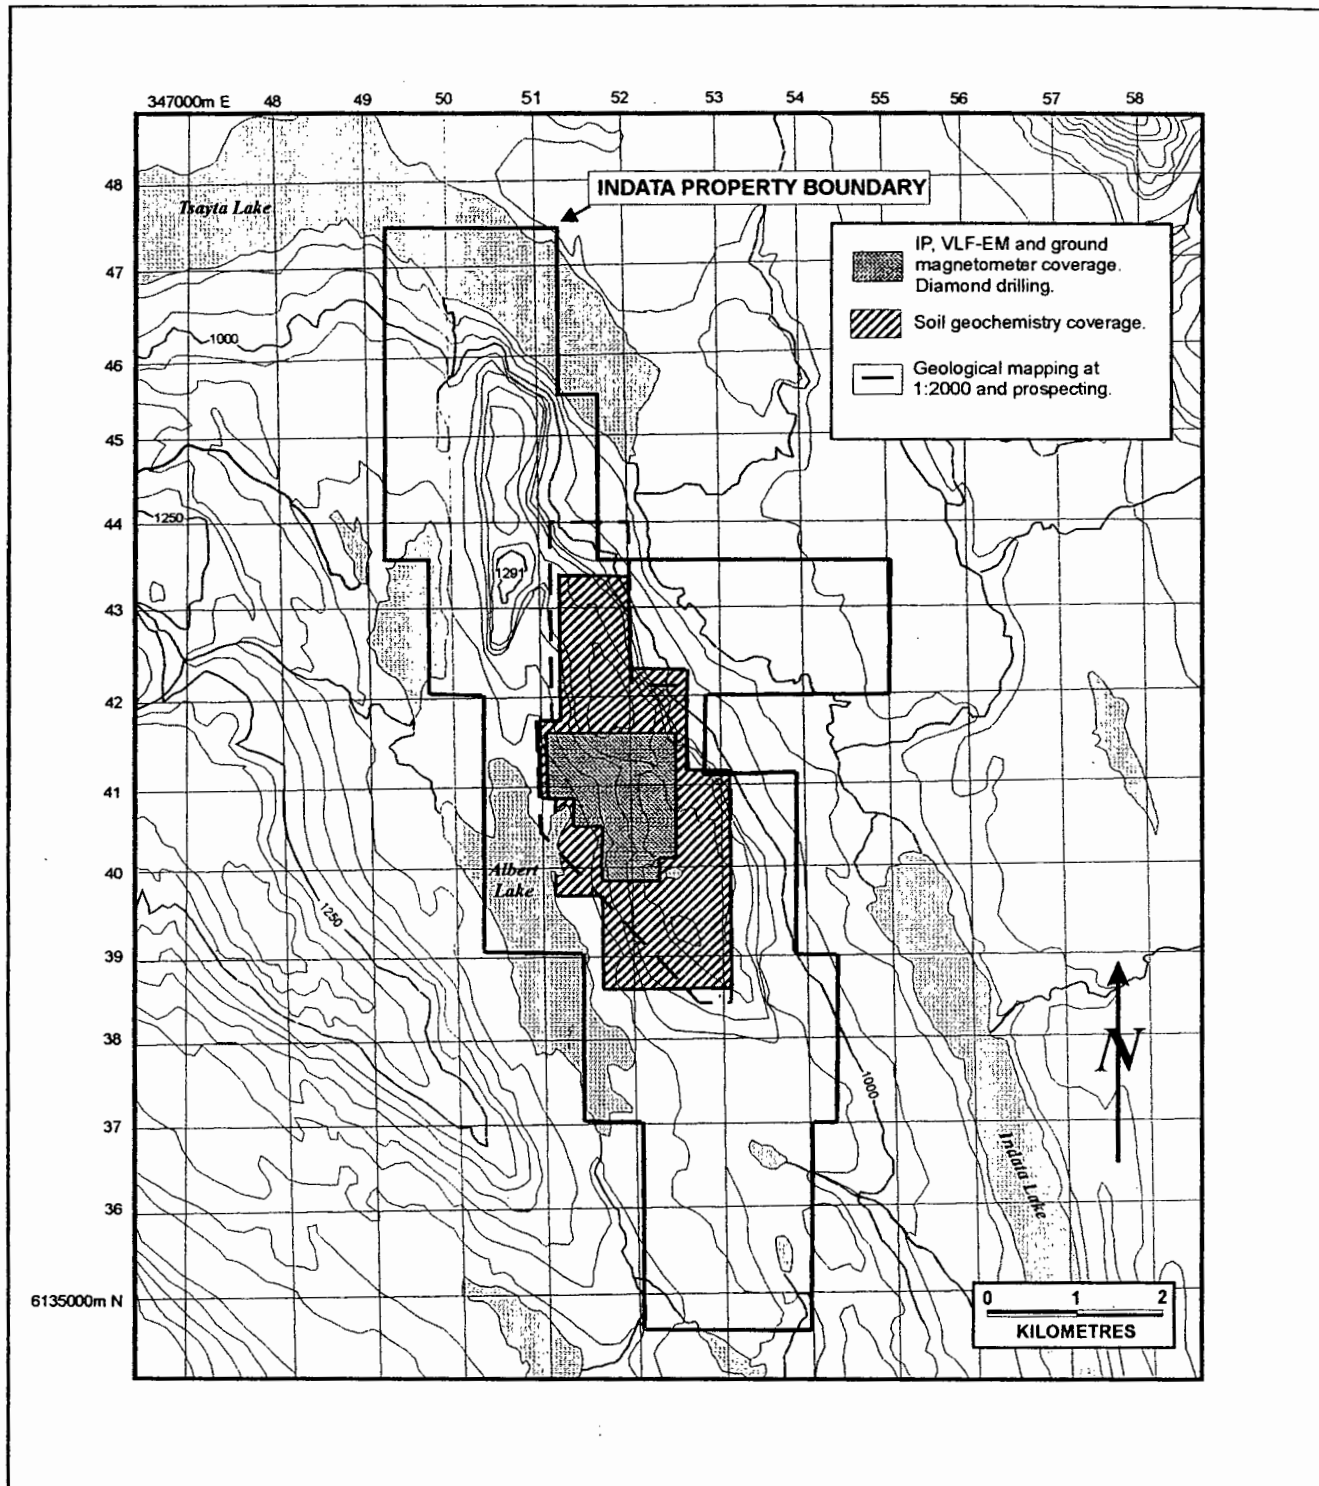 347000m E 48 49 50 51 52 53 54 55 56 57 58
48
Tsayta Lake
INDATA PROPERTY BOUNDARY
IP, VLF-EM and ground
magnetometer coverage.
Diamond drilling.
Soil geochemistry coverage.
Geological mapping at
1:2000 and prospecting.
47
1000
46
45
44
1250
1291
43
42
41
40
Albert
Lake
1250
39
38
N
1000
37
Indata Lake
36
6135000m N
0 1 2
KILOMETRES